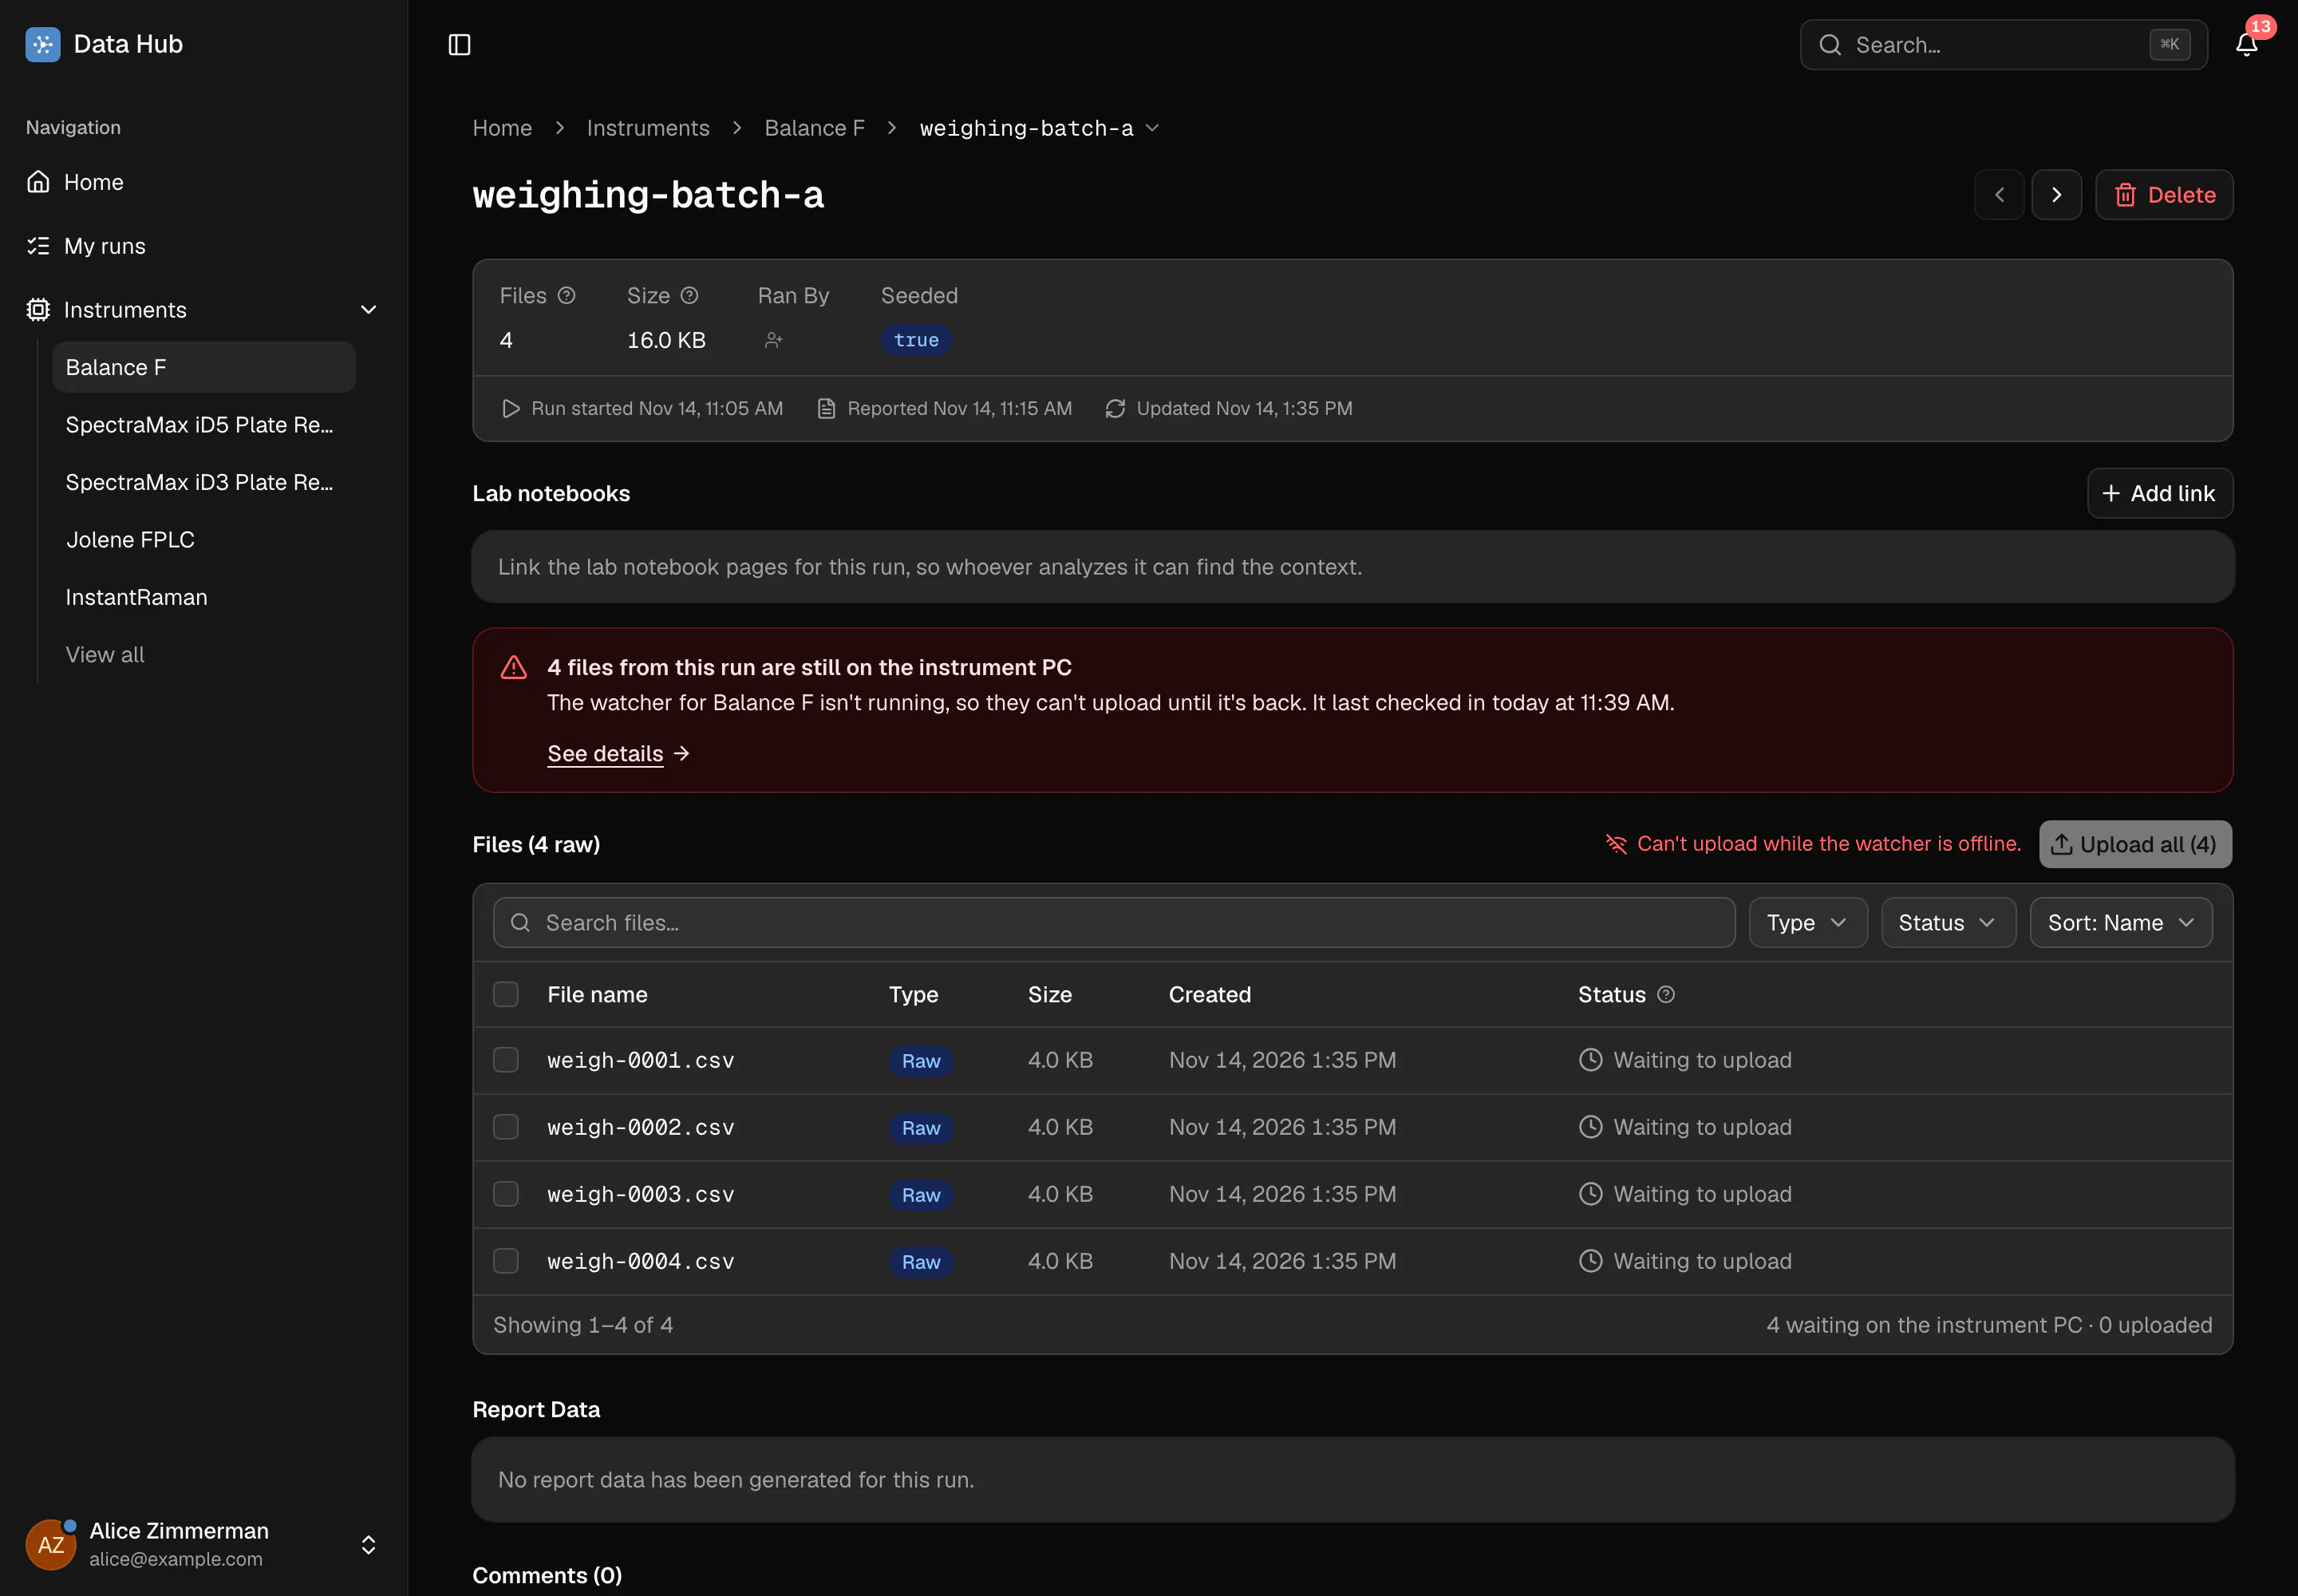 Data Hub
Search...
⌘K
13
Navigation
Home
My runs
Instruments
Balance F
SpectraMax iD5 Plate Re...
SpectraMax iD3 Plate Re...
Jolene FPLC
InstantRaman
View all
Home > Instruments > Balance F > weighing-batch-a
weighing-batch-a
Delete
Files Size Ran By Seeded
4 16.0 KB true
Run started Nov 14, 11:05 AM Reported Nov 14, 11:15 AM Updated Nov 14, 1:35 PM
Lab notebooks
+ Add link
Link the lab notebook pages for this run, so whoever analyzes it can find the context.
4 files from this run are still on the instrument PC
The watcher for Balance F isn't running, so they can't upload until it's back. It last checked in today at 11:39 AM.
See details →
Files (4 raw)
Can't upload while the watcher is offline.
Upload all (4)
Search files...
Type
Status
Sort: Name
File name Type Size Created Status
weigh-0001.csv Raw 4.0 KB Nov 14, 2026 1:35 PM Waiting to upload
weigh-0002.csv Raw 4.0 KB Nov 14, 2026 1:35 PM Waiting to upload
weigh-0003.csv Raw 4.0 KB Nov 14, 2026 1:35 PM Waiting to upload
weigh-0004.csv Raw 4.0 KB Nov 14, 2026 1:35 PM Waiting to upload
Showing 1–4 of 4
4 waiting on the instrument PC · 0 uploaded
Report Data
No report data has been generated for this run.
Comments (0)
AZ
Alice Zimmerman
alice@example.com